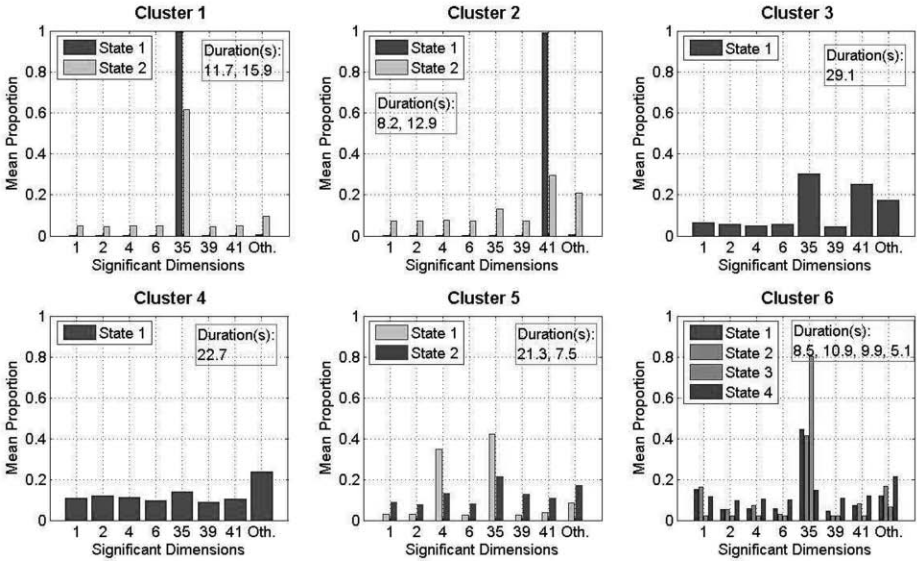 Cluster 1
Mean Proportion
1
0.8
0.6
0.4
0.2
0
State 1
State 2
Duration(s):
11.7, 15.9
1 2 4 6 35 39 41 Oth.
Significant Dimensions
Cluster 2
Mean Proportion
1
0.8
0.6
0.4
0.2
0
State 1
State 2
Duration(s):
8.2, 12.9
1 2 4 6 35 39 41 Oth.
Significant Dimensions
Cluster 3
Mean Proportion
1
0.8
0.6
0.4
0.2
0
State 1
Duration(s):
29.1
1 2 4 6 35 39 41 Oth.
Significant Dimensions
Cluster 4
Mean Proportion
1
0.8
0.6
0.4
0.2
0
State 1
Duration(s):
22.7
1 2 4 6 35 39 41 Oth.
Significant Dimensions
Cluster 5
Mean Proportion
1
0.8
0.6
0.4
0.2
0
State 1
State 2
Duration(s):
21.3, 7.5
1 2 4 6 35 39 41 Oth.
Significant Dimensions
Cluster 6
Mean Proportion
1
0.8
0.6
0.4
0.2
0
State 1
State 2
State 3
State 4
Duration(s):
8.5, 10.9, 9.9, 5.1
1 2 4 6 35 39 41 Oth.
Significant Dimensions